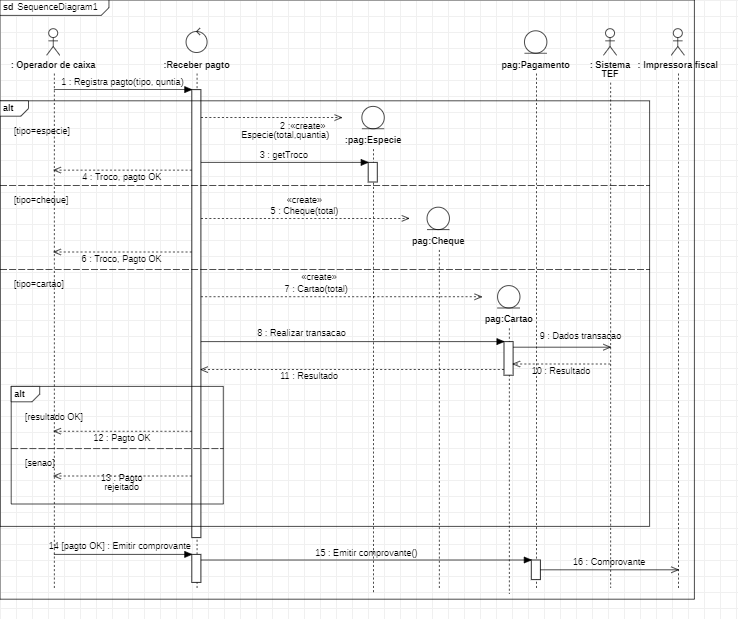 sd SequenceDiagram1
: Operador de caixa
:Receber pagto
pag:Pagamento
: Sistema
TEF
: Impressora fiscal
1 : Registra pagto(tipo, quntia)
alt
[tipo=especie]
2 :«create»
Especie(total,quantia)
:pag:Especie
3 : getTroco
4 : Troco, pagto OK
[tipo=cheque]
«create»
5 : Cheque(total)
pag:Cheque
6 : Troco, Pagto OK
[tipo=cartao]
«create»
7 : Cartao(total)
pag:Cartao
8 : Realizar transacao
9 : Dados transaçao
10 : Resultado
11 : Resultado
alt
[resultado OK]
12 : Pagto OK
[senao]
13 : Pagto
rejeitado
14 [pagto OK] : Emitir comprovante
15 : Emitir comprovante()
16 : Comprovante